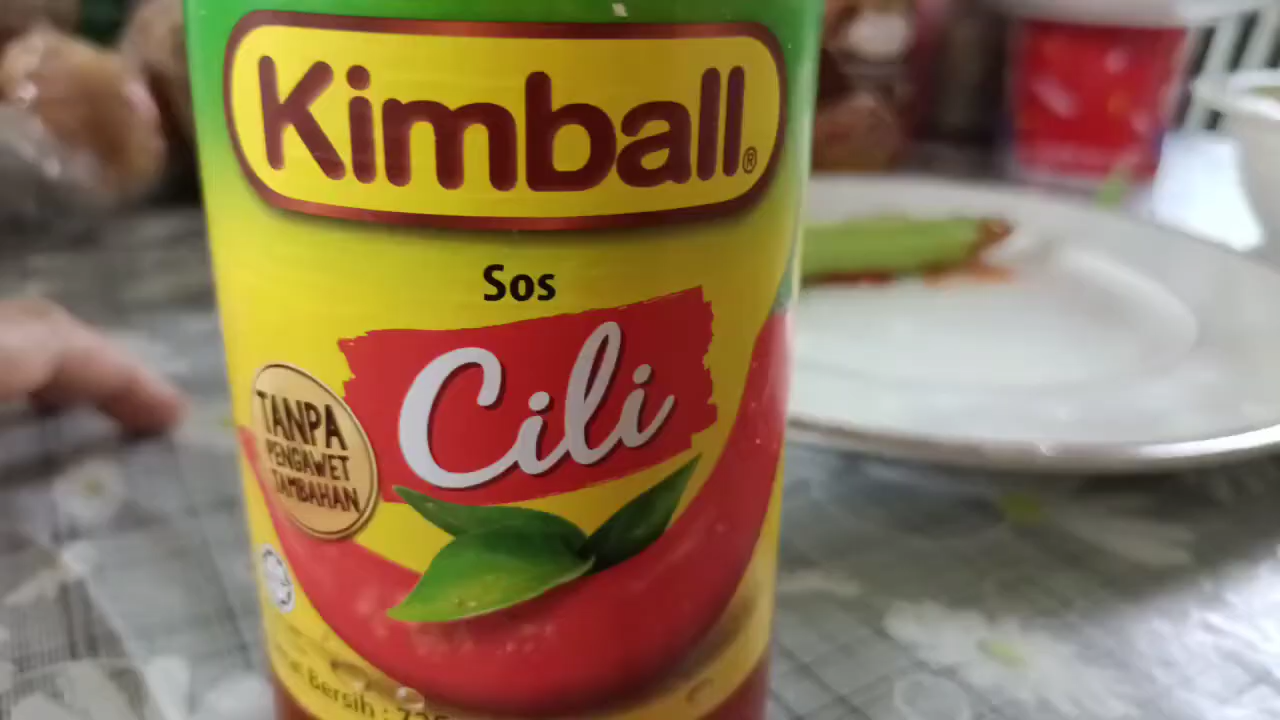 Kimball®
Sos
Cili
TANPA
PENGAWET
TAMBAHAN
Bersih :